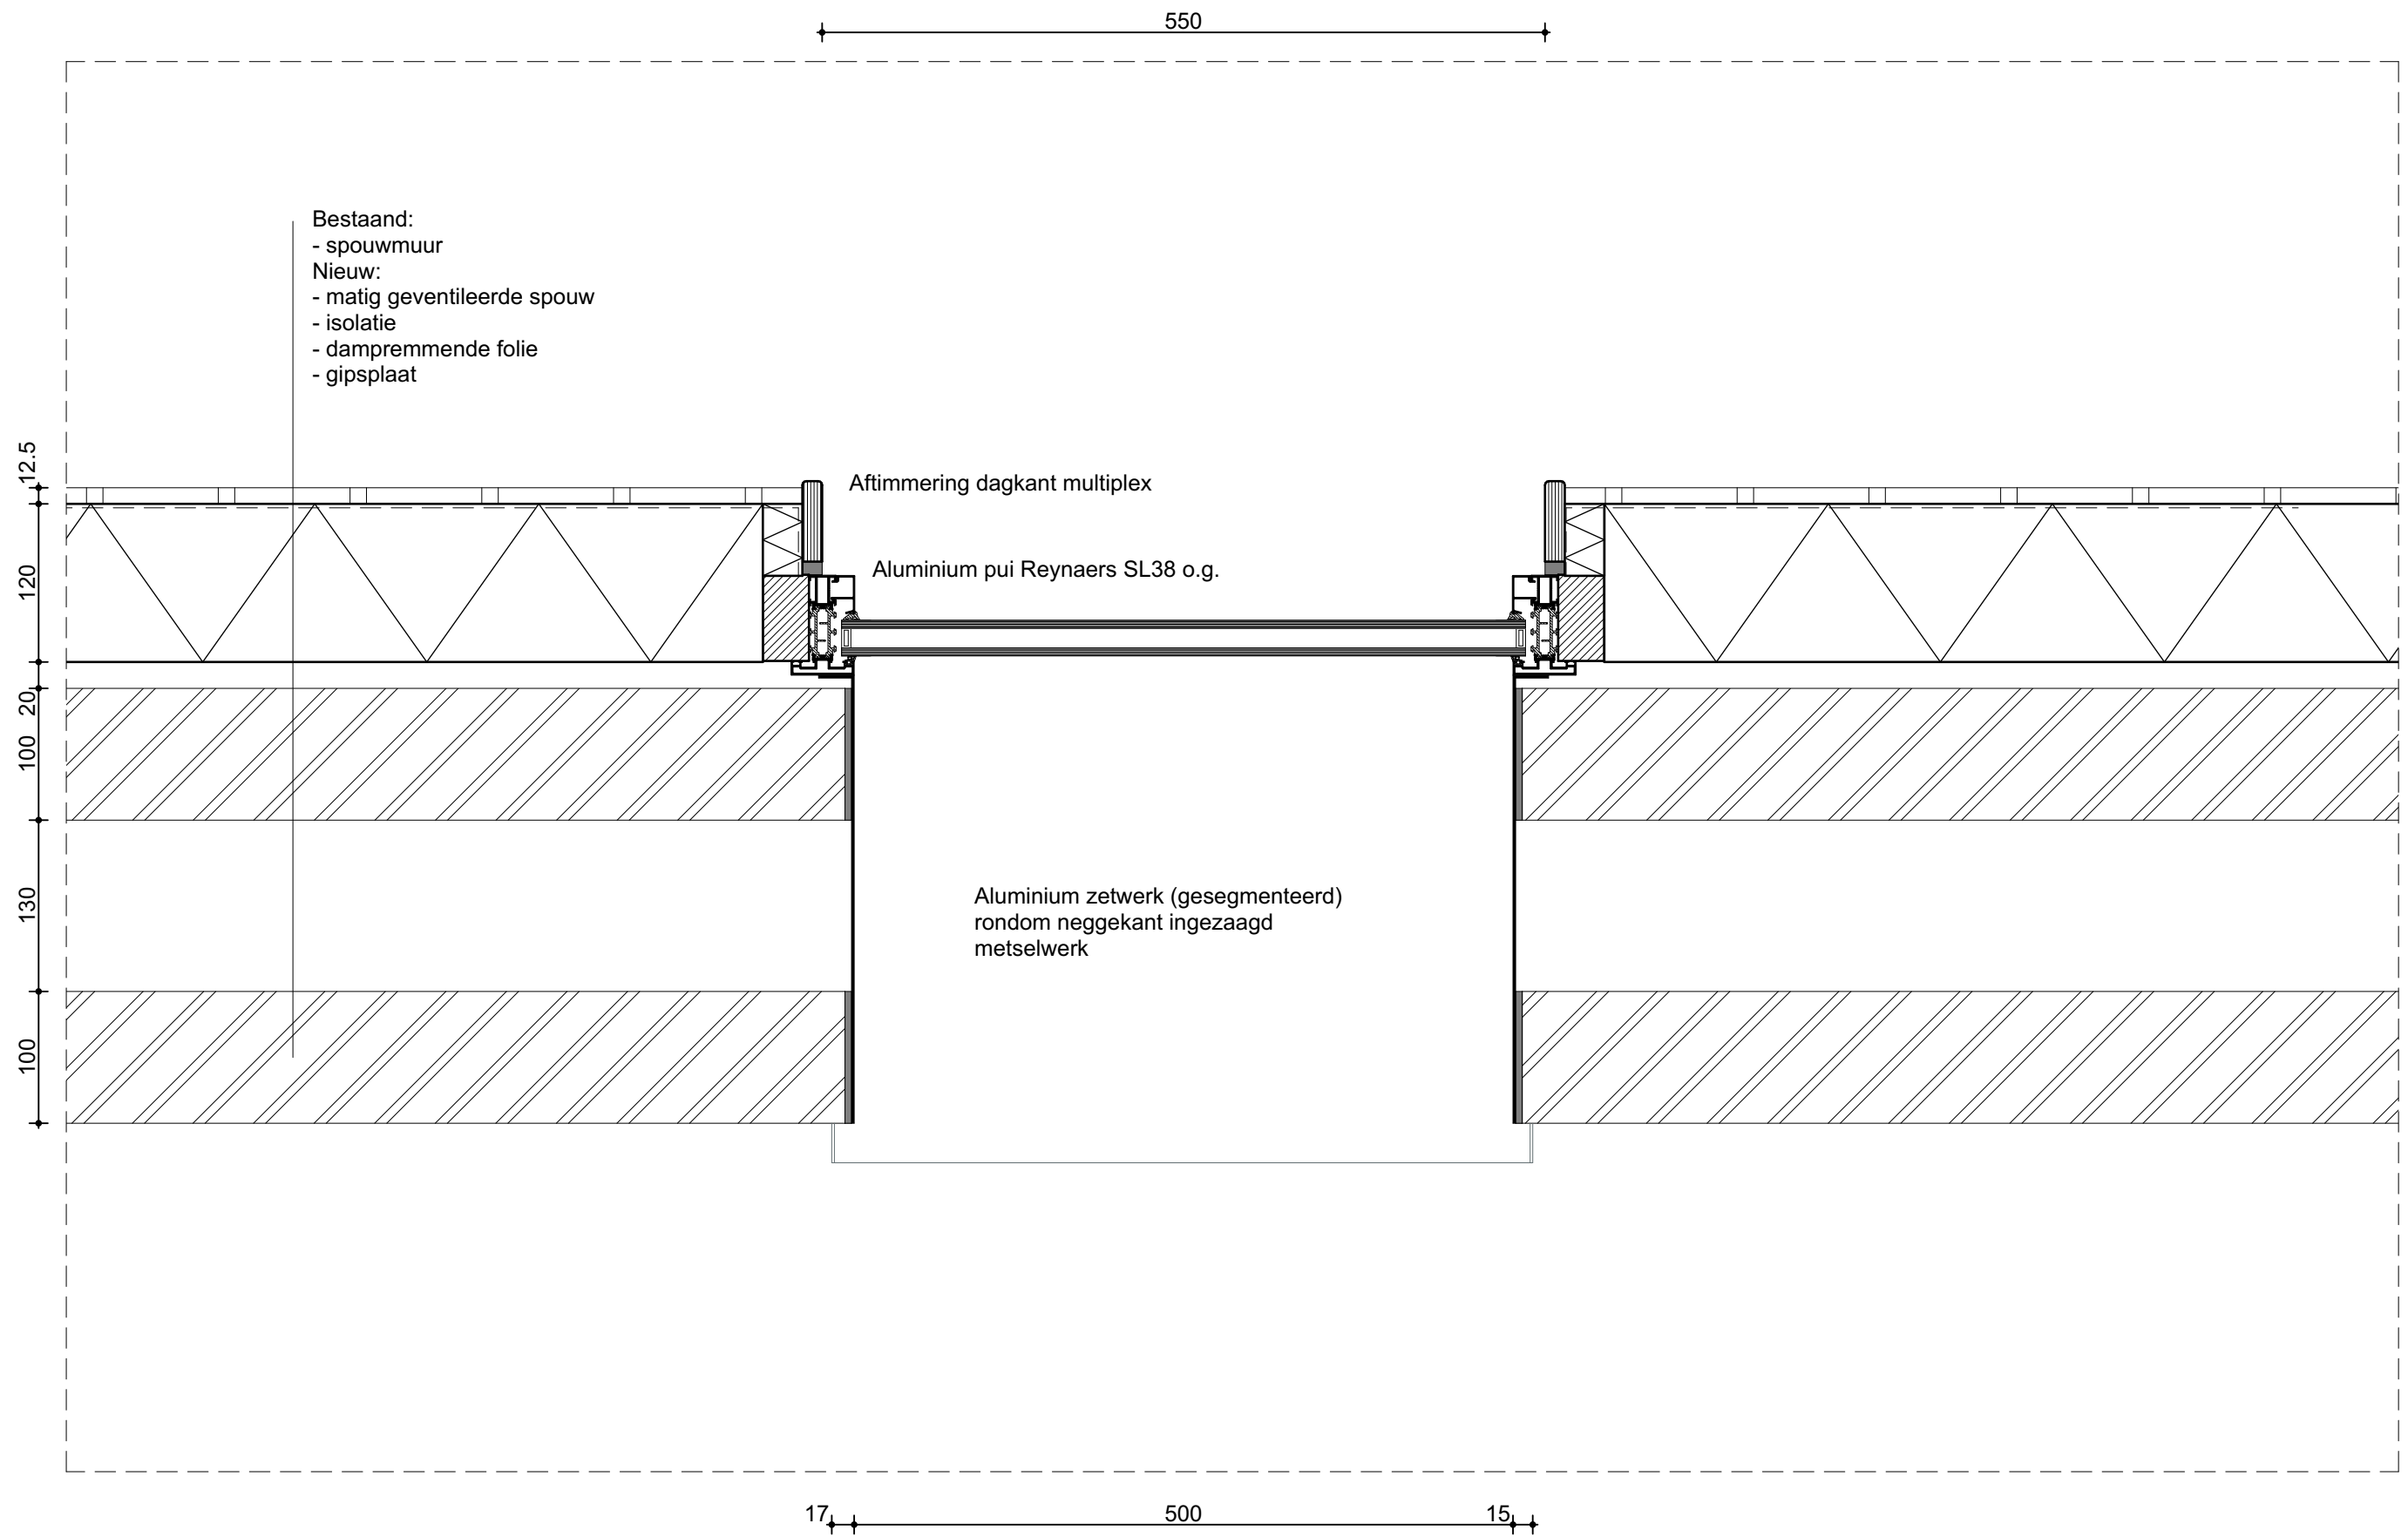 550
Bestaand:
- spouwmuur
Nieuw:
- matig geventileerde spouw
- isolatie
- dampremmende folie
- gipsplaat
12.5
Aftimmering dagkant multiplex
120
Aluminium pui Reynaers SL38 o.g.
20
100
130
Aluminium zetwerk (gesegmenteerd)
rondom neggekant ingezaagd
metselwerk
100
17
500
15